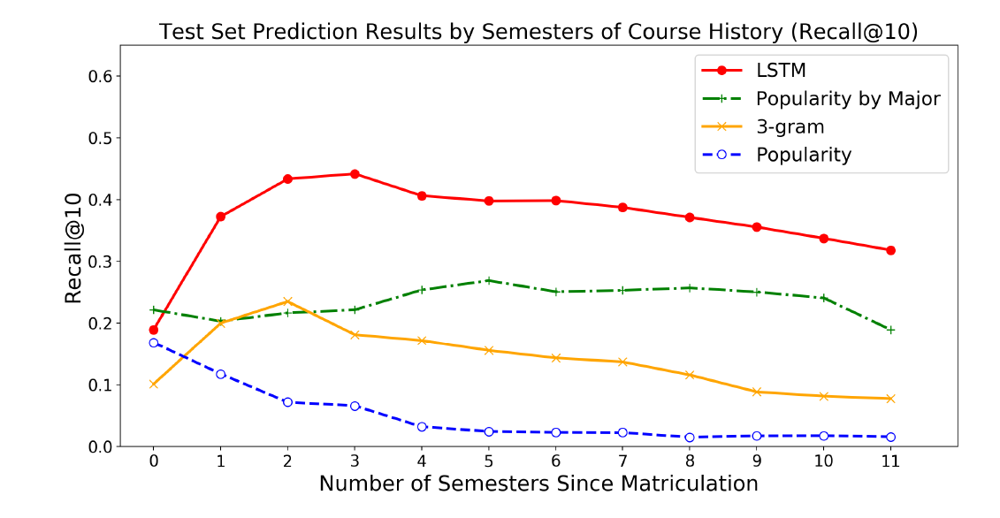 Test Set Prediction Results by Semesters of Course History (Recall@10)
LSTM
Popularity by Major
3-gram
Popularity
Recall@10
0.6
0.5
0.4
0.3
0.2
0.1
0.0
0 1 2 3 4 5 6 7 8 9 10 11
Number of Semesters Since Matriculation